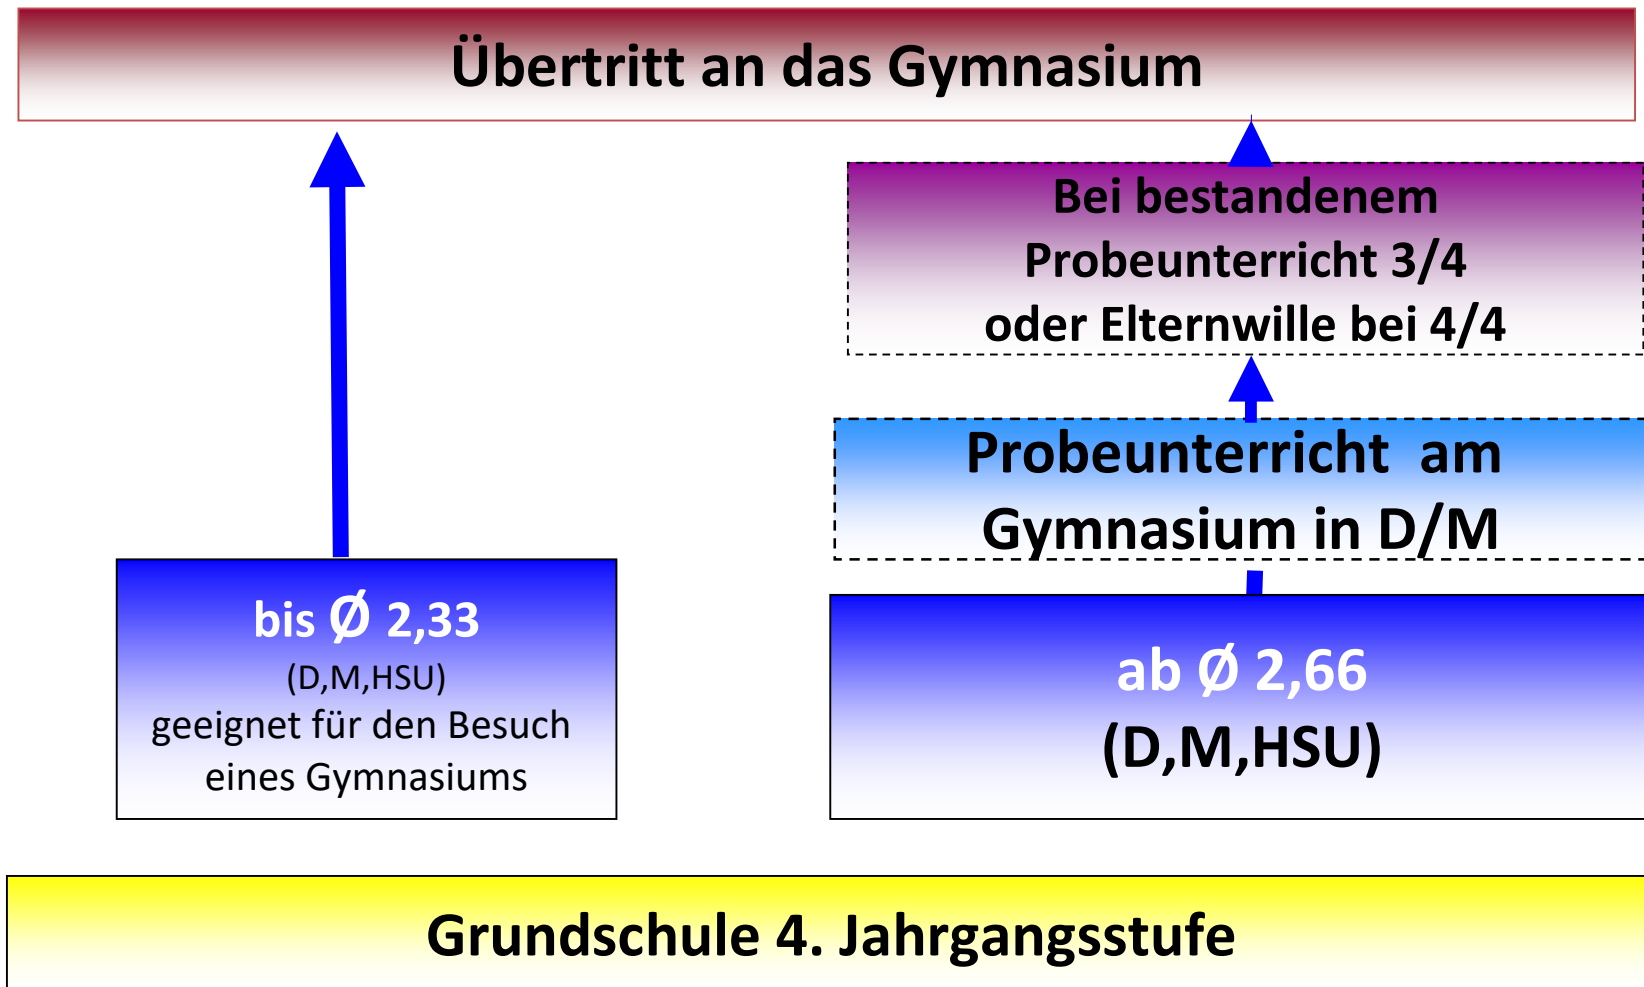 Übertritt an das Gymnasium
Bei bestandenem
Probeunterricht 3/4
oder Elternwille bei 4/4
Probeunterricht am
Gymnasium in D/M
bis Ø 2,33
(D,M,HSU)
geeignet für den Besuch
eines Gymnasiums
ab Ø 2,66
(D,M,HSU)
Grundschule 4. Jahrgangsstufe